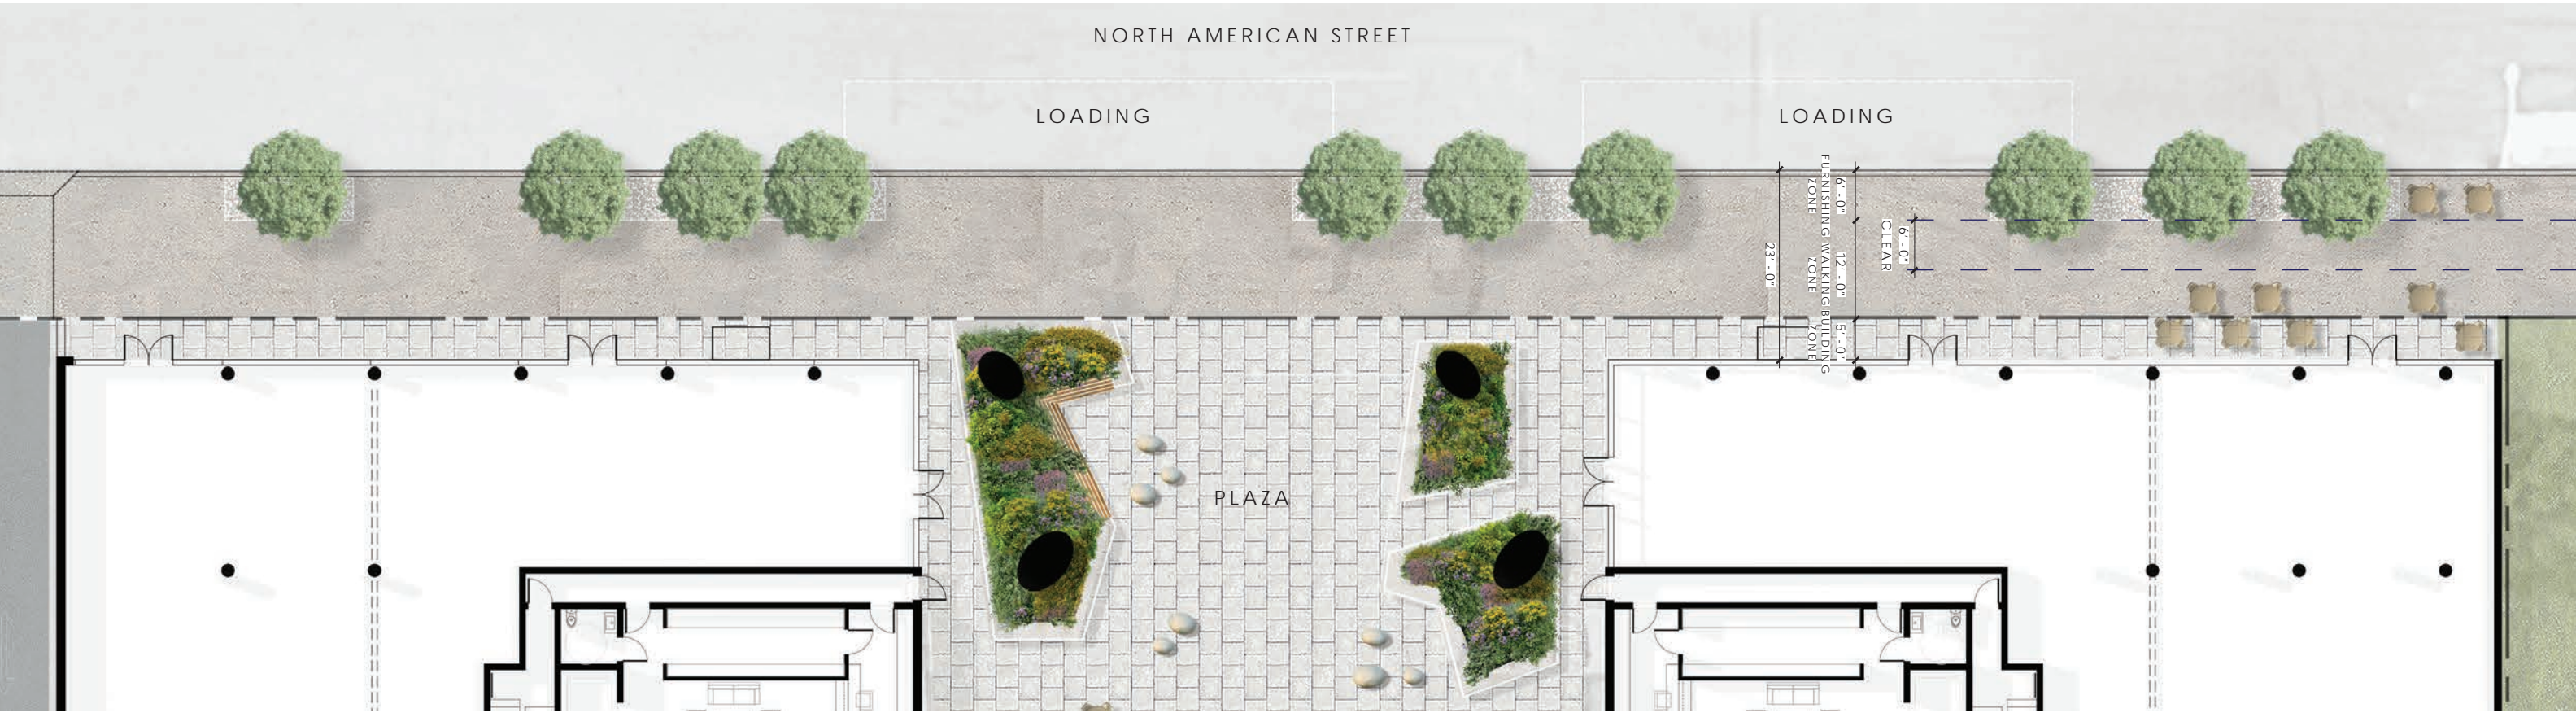 NORTH AMERICAN STREET
LOADING
LOADING
FURNISHING
ZONE
6' - 0"
WALKING
ZONE
12' - 0"
BUILDING
ZONE
5' - 0"
23' - 0"
6' - 0"
CLEAR
PLAZA